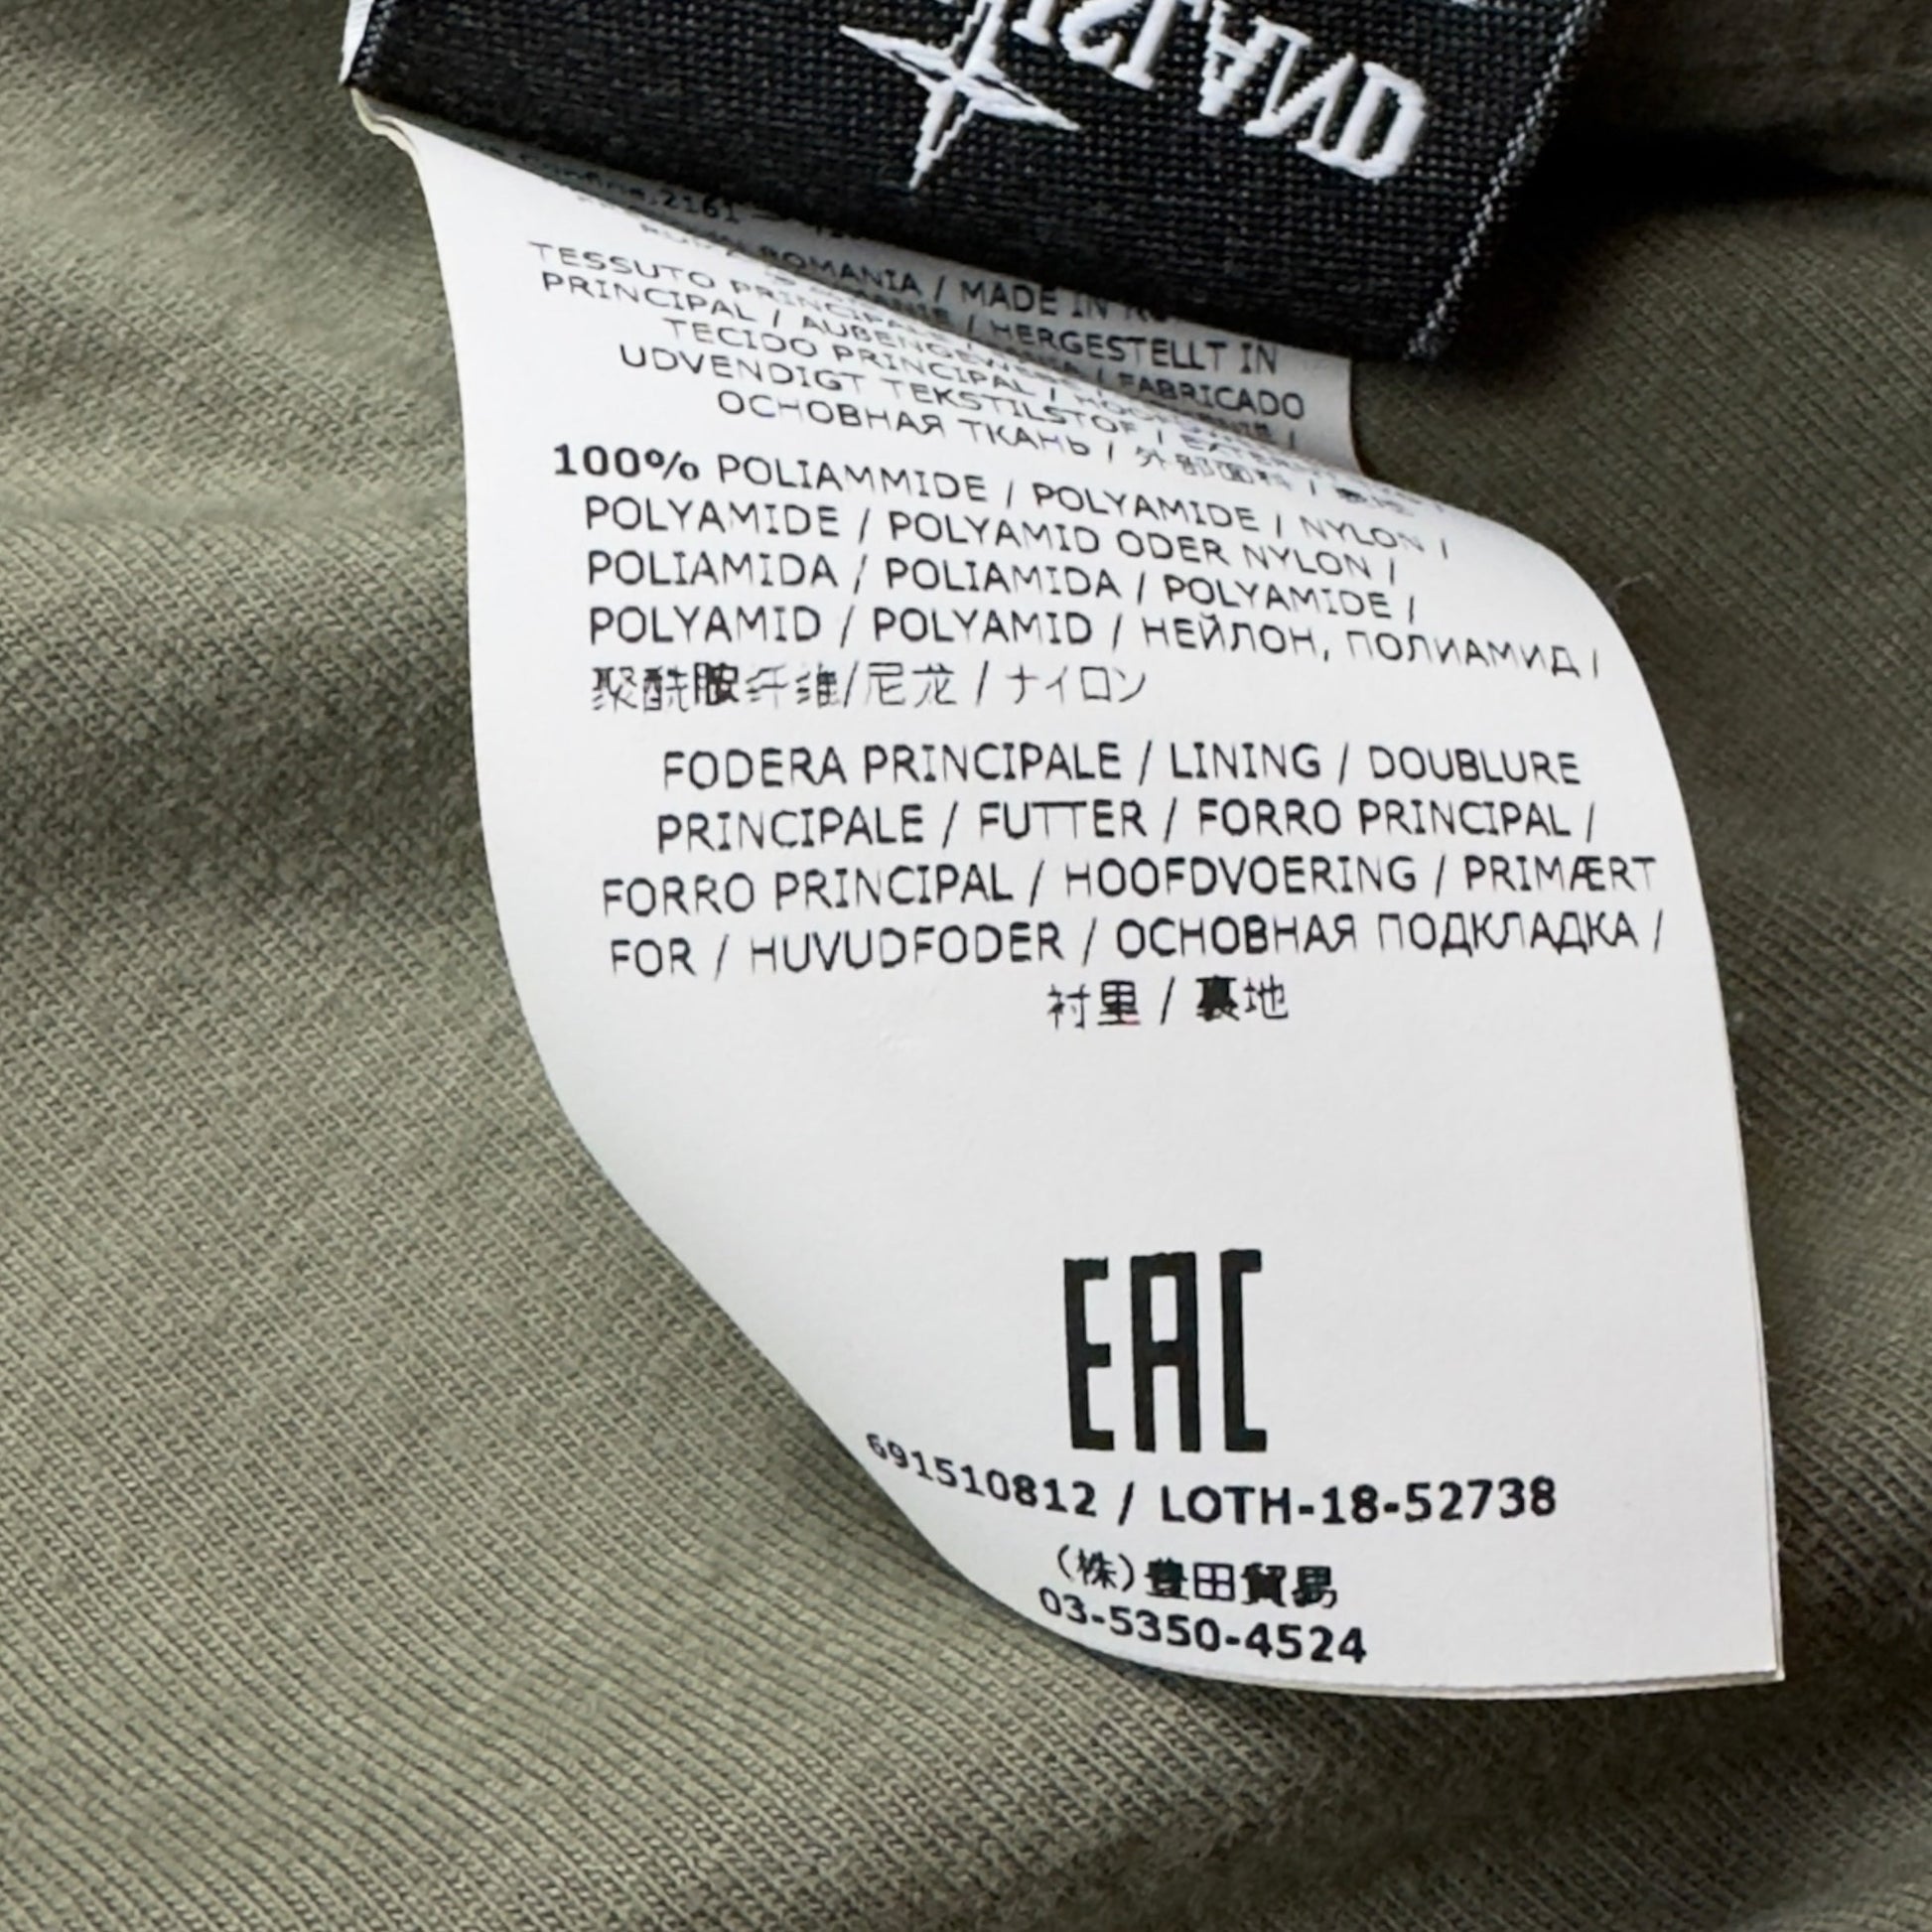 ISLAND
ROMANIA / MADE IN
HERGESTELLT IN
/ FABRICADO
TESSUTO PRINCIPALE
PRINCIPAL / AUßENGEWEBE
TECIDO PRINCIPAL /
UDVENDIGT TEKSTILSTOF /
ОСНОВНАЯ ТКАНЬ / 外部面料 /
100% POLIAMMIDE / POLYAMIDE / NYLON /
POLYAMIDE / POLYAMID ODER NYLON /
POLIAMIDA / POLIAMIDA / POLYAMIDE /
POLYAMID / POLYAMID / НЕЙЛОН, ПОЛИАМИД /
聚酰胺纤维/尼龙 / ナイロン
FODERA PRINCIPALE / LINING / DOUBLURE
PRINCIPALE / FUTTER / FORRO PRINCIPAL /
FORRO PRINCIPAL / HOOFDVOERING / PRIMÆRT
FOR / HUVUDFODER / ОСНОВНАЯ ПОДКЛАДКА /
衬里 / 裏地
EAC
691510812 / LOTH-18-52738
(株)豊田貿易
03-5350-4524